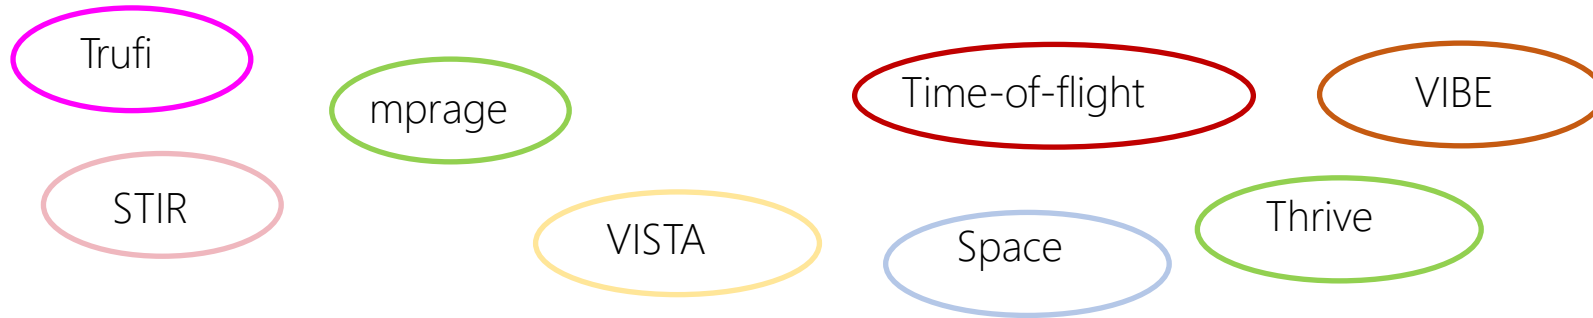 Trufi
mprage
Time-of-flight
VIBE
STIR
VISTA
Space
Thrive